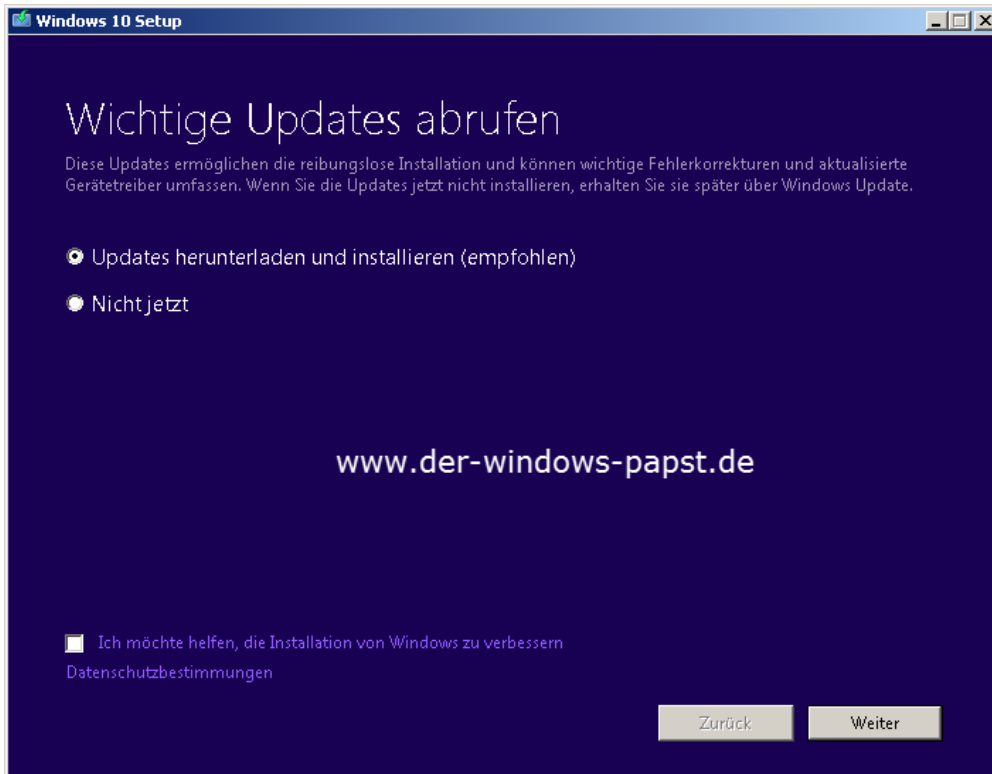 Windows 10 Setup
Wichtige Updates abrufen
Diese Updates ermöglichen die reibungslose Installation und können wichtige Fehlerkorrekturen und aktualisierte
Gerätetreiber umfassen. Wenn Sie die Updates jetzt nicht installieren, erhalten Sie sie später über Windows Update.
Updates herunterladen und installieren (empfohlen)
Nicht jetzt
www.der-windows-papst.de
Ich möchte helfen, die Installation von Windows zu verbessern
Datenschutzbestimmungen
Zurück
Weiter